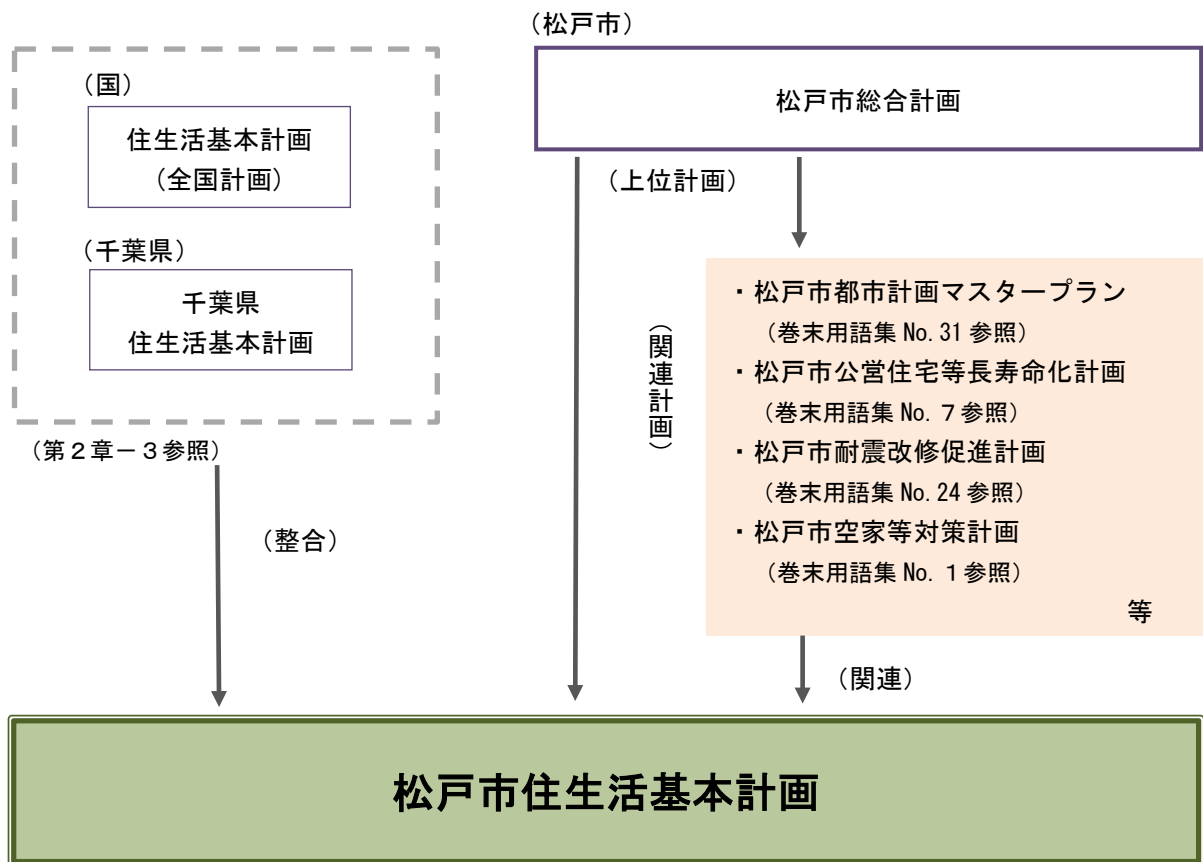 （国）
住生活基本計画
（全国計画）
（千葉県）
千葉県
住生活基本計画
（第２章－３参照）
（整合）
（松戸市）
松戸市総合計画
（上位計画）
（関連計画）
・松戸市都市計画マスタープラン
（巻末用語集 No. 31 参照）
・松戸市公営住宅等長寿命化計画
（巻末用語集 No. ７参照）
・松戸市耐震改修促進計画
（巻末用語集 No. 24 参照）
・松戸市空家等対策計画
（巻末用語集 No. １参照）
等
（関連）
松戸市住生活基本計画